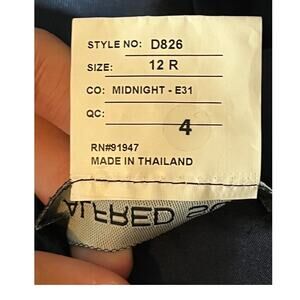 STYLE NO: D826
SIZE: 12 R
CO: MIDNIGHT - E31
QC: 4
RN#91947
MADE IN THAILAND
ALFRED